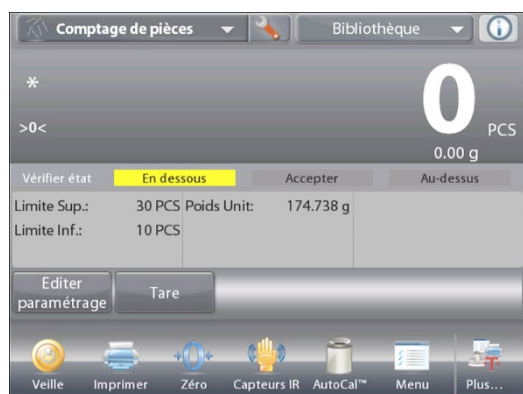 Comptage de pièces Bibliothèque
*
0
>0< PCS
0.00 g
Vérifier état En dessous Accepter Au-dessus
Limite Sup.: 30 PCS Poids Unit: 174.738 g
Limite Inf.: 10 PCS
Editer paramétrage Tare
Veille Imprimer Zéro Capteurs IR AutoCal™ Menu Plus...